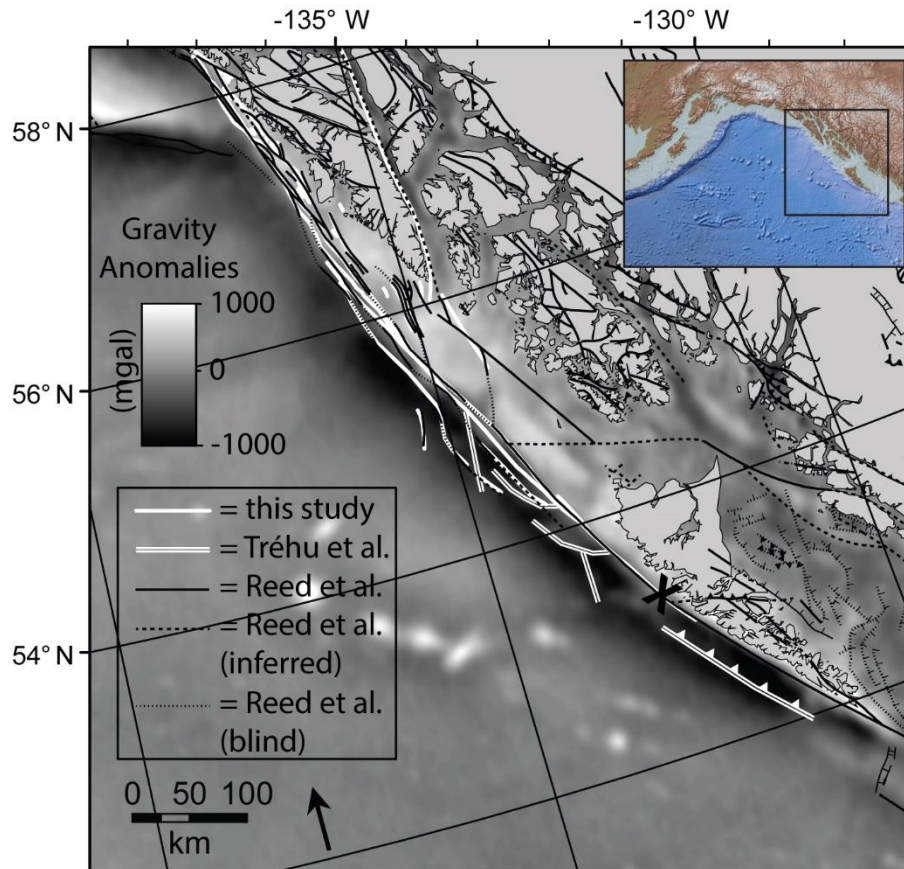 -135° W
-130° W
58° N
56° N
54° N
Gravity
Anomalies
1000
0
-1000
(mgal)
= this study
= Tréhu et al.
= Reed et al.
= Reed et al.
(inferred)
= Reed et al.
(blind)
0 50 100
km
X